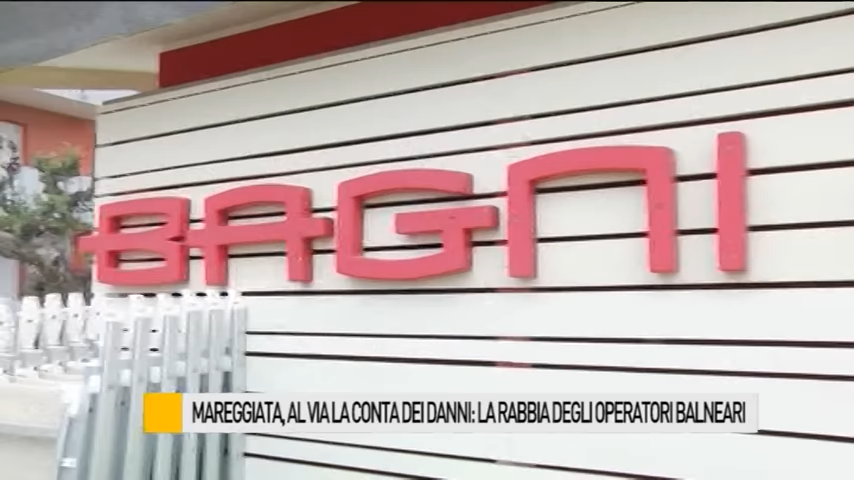 BAGNI
MAREGGIATA, AL VIA LA CONTA DEI DANNI: LA RABBIA DEGLI OPERATORI BALNEARI